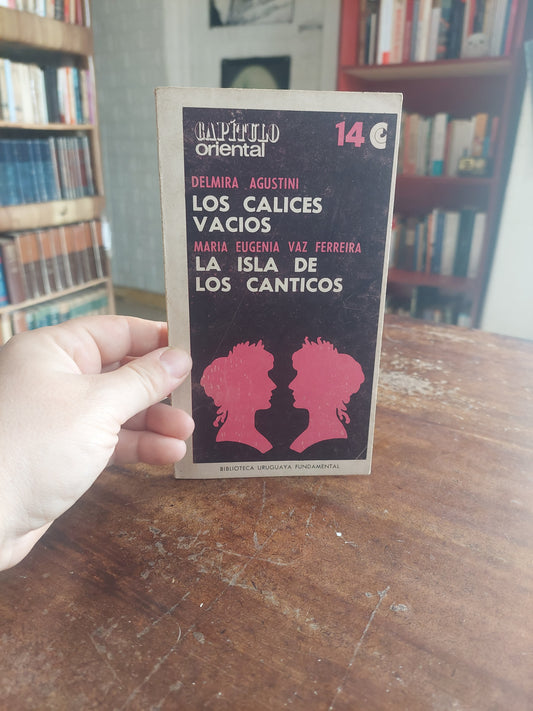 CAPÍTULO
oriental
14
DELMIRA AGUSTINI
LOS CALICES
VACIOS
MARIA EUGENIA VAZ FERREIRA
LA ISLA DE
LOS CANTICOS
BIBLIOTECA URUGUAYA FUNDAMENTAL